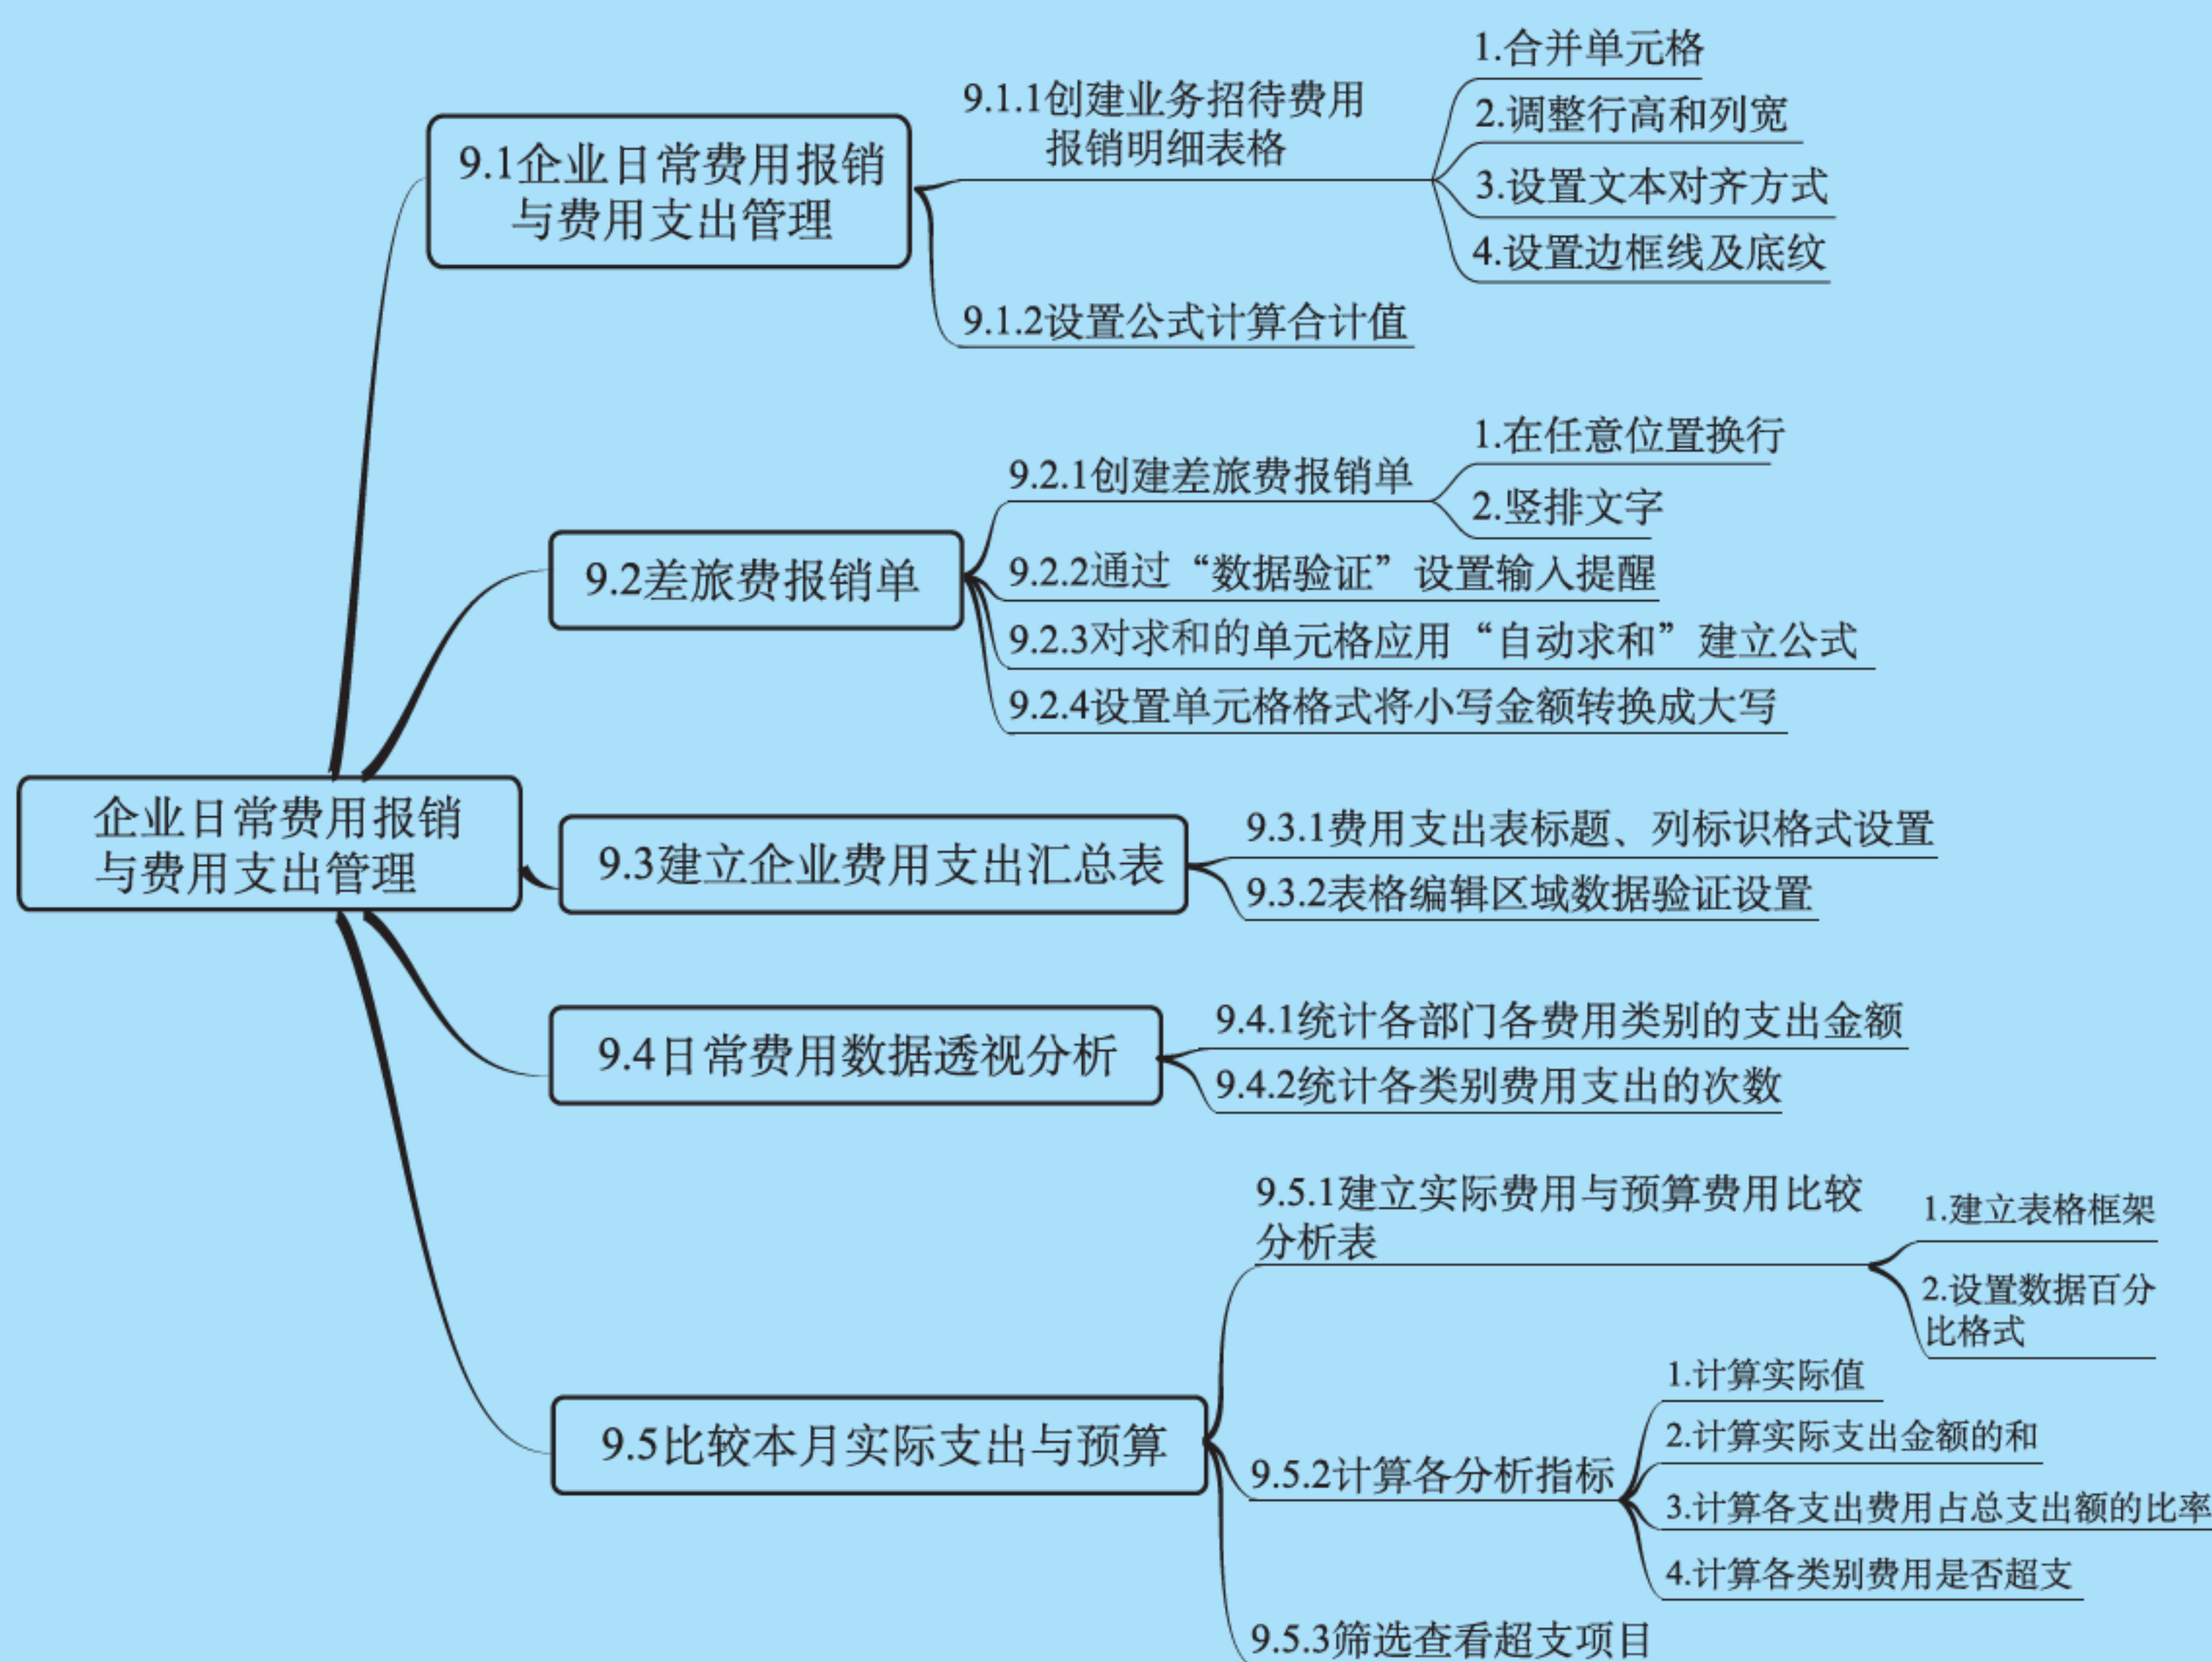 企业日常费用报销
与费用支出管理
9.1企业日常费用报销
与费用支出管理
9.1.1创建业务招待费用
报销明细表格
1.合并单元格
2.调整行高和列宽
3.设置文本对齐方式
4.设置边框线及底纹
9.1.2设置公式计算合计值
9.2差旅费报销单
9.2.1创建差旅费报销单
1.在任意位置换行
2.竖排文字
9.2.2通过“数据验证”设置输入提醒
9.2.3对求和的单元格应用“自动求和”建立公式
9.2.4设置单元格格式将小写金额转换成大写
9.3建立企业费用支出汇总表
9.3.1费用支出表标题、列标识格式设置
9.3.2表格编辑区域数据验证设置
9.4日常费用数据透视分析
9.4.1统计各部门各费用类别的支出金额
9.4.2统计各类别费用支出的次数
9.5比较本月实际支出与预算
9.5.1建立实际费用与预算费用比较
分析表
1.建立表格框架
2.设置数据百分
比格式
9.5.2计算各分析指标
1.计算实际值
2.计算实际支出金额的和
3.计算各支出费用占总支出额的比率
4.计算各类别费用是否超支
9.5.3筛选查看超支项目